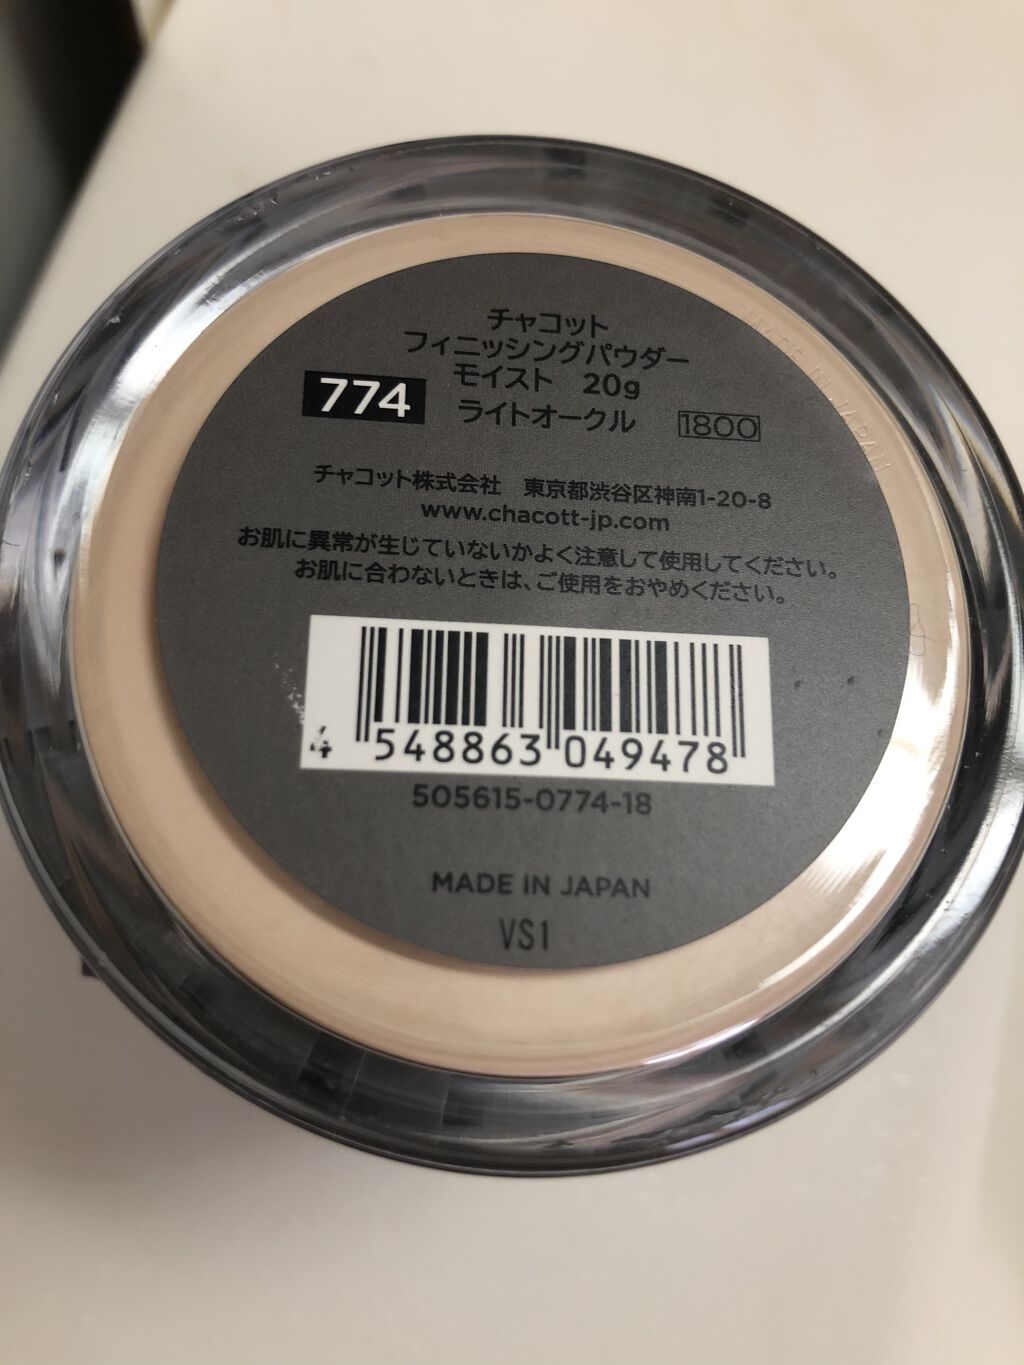 チャコット
フィニッシングパウダー
モイスト 20g
774 ライトオークル 1800
チャコット株式会社 東京都渋谷区神南1-20-8
www.chacott-jp.com
お肌に異常が生じていないかよく注意して使用してください。
お肌に合わないときは、ご使用をおやめください。
4 548863 049478
505615-0774-18
MADE IN JAPAN
VS1
MADE IN JAPAN